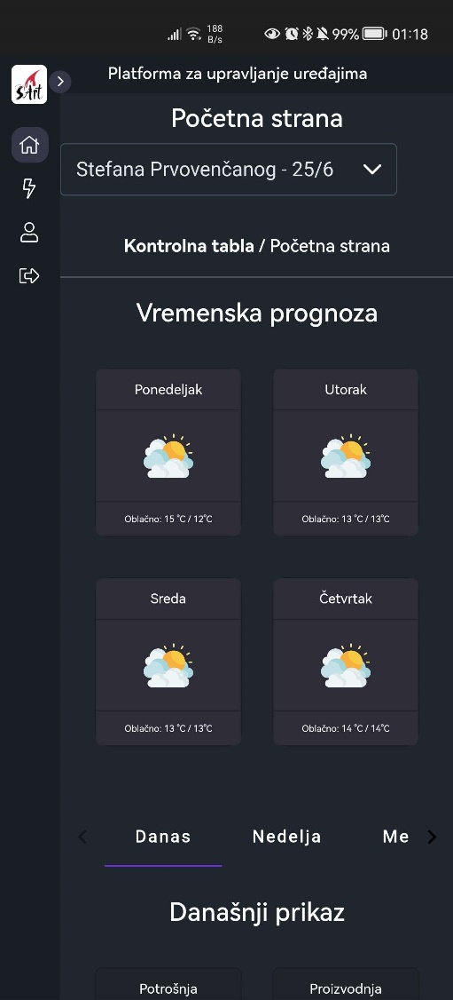 188
B/s
99%
01:18
sArt
Platforma za upravljanje uređajima
Početna strana
Stefana Prvovenčanog - 25/6
Kontrolna tabla / Početna strana
Vremenska prognoza
Ponedeljak
Utorak
Oblačno: 15 °C / 12°C
Oblačno: 13 °C / 13°C
Sreda
Četvrtak
Oblačno: 13 °C / 13°C
Oblačno: 14 °C / 14°C
Danas
Nedelja
Me
Današnji prikaz
Potrošnja
Proizvodnja